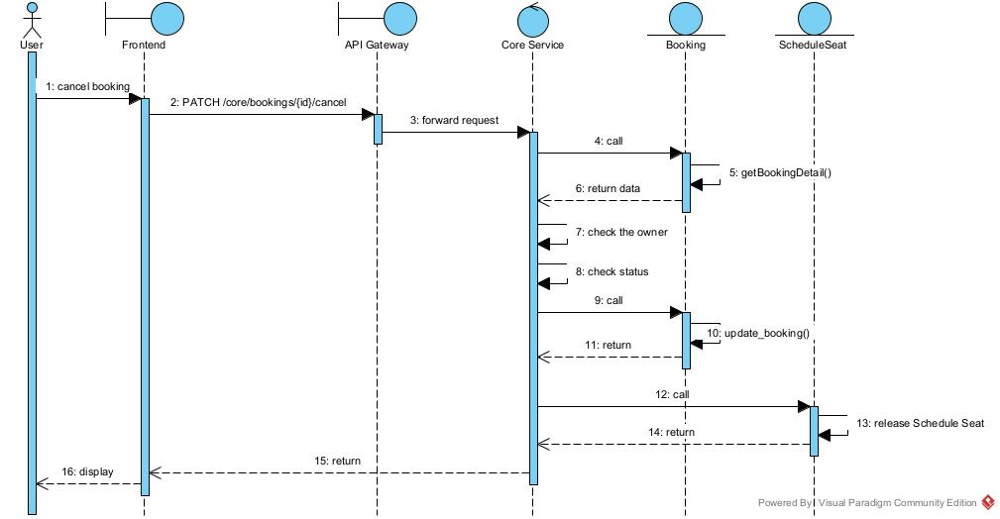 User
Frontend
API Gateway
Core Service
Booking
ScheduleSeat
1: cancel booking
2: PATCH /core/bookings/{id}/cancel
3: forward request
4: call
5: getBookingDetail()
6: return data
7: check the owner
8: check status
9: call
10: update_booking()
11: return
12: call
13: release Schedule Seat
14: return
15: return
16: display
Powered By Visual Paradigm Community Edition